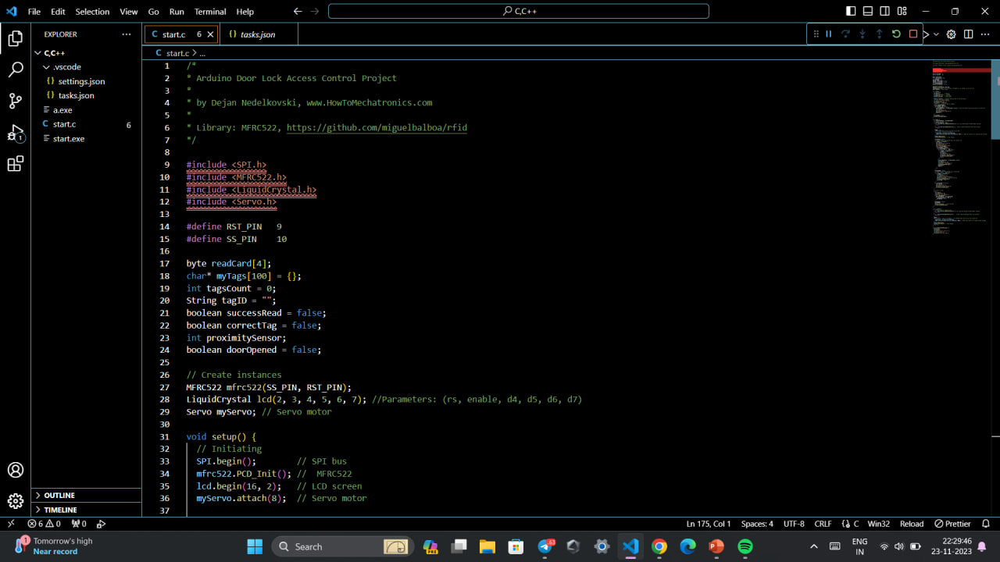 File Edit Selection View Go Run Terminal Help
C,C++
EXPLORER
start.c 6
tasks.json
C,C++
start.c > ...
.vscode
settings.json
tasks.json
a.exe
start.c 6
start.exe
1
1 /*
2 * Arduino Door Lock Access Control Project
3 *
4 * by Dejan Nedelkovski, www.HowToMechatronics.com
5 *
6 * Library: MFRC522, https://github.com/miguelbalboa/rfid
7 */
8
9 #include <SPI.h>
10 #include <MFRC522.h>
11 #include <LiquidCrystal.h>
12 #include <Servo.h>
13
14 #define RST_PIN   9
15 #define SS_PIN    10
16
17 byte readCard[4];
18 char* myTags[100] = {};
19 int tagsCount = 0;
20 String tagID = "";
21 boolean successRead = false;
22 boolean correctTag = false;
23 int proximitySensor;
24 boolean doorOpened = false;
25
26 // Create instances
27 MFRC522 mfrc522(SS_PIN, RST_PIN);
28 LiquidCrystal lcd(2, 3, 4, 5, 6, 7); //Parameters: (rs, enable, d4, d5, d6, d7)
29 Servo myServo; // Servo motor
30
31 void setup() {
32   // Initiating
33   SPI.begin();        // SPI bus
34   mfrc522.PCD_Init(); //  MFRC522
35   lcd.begin(16, 2);   // LCD screen
36   myServo.attach(8);  // Servo motor
37
OUTLINE
TIMELINE
6 0 0
Ln 175, Col 1 Spaces: 4 UTF-8 CRLF C Win32 Reload Prettier
1 Tomorrow's high
Near record
Search
PRE
63
ENG
IN
22:29:46
23-11-2023